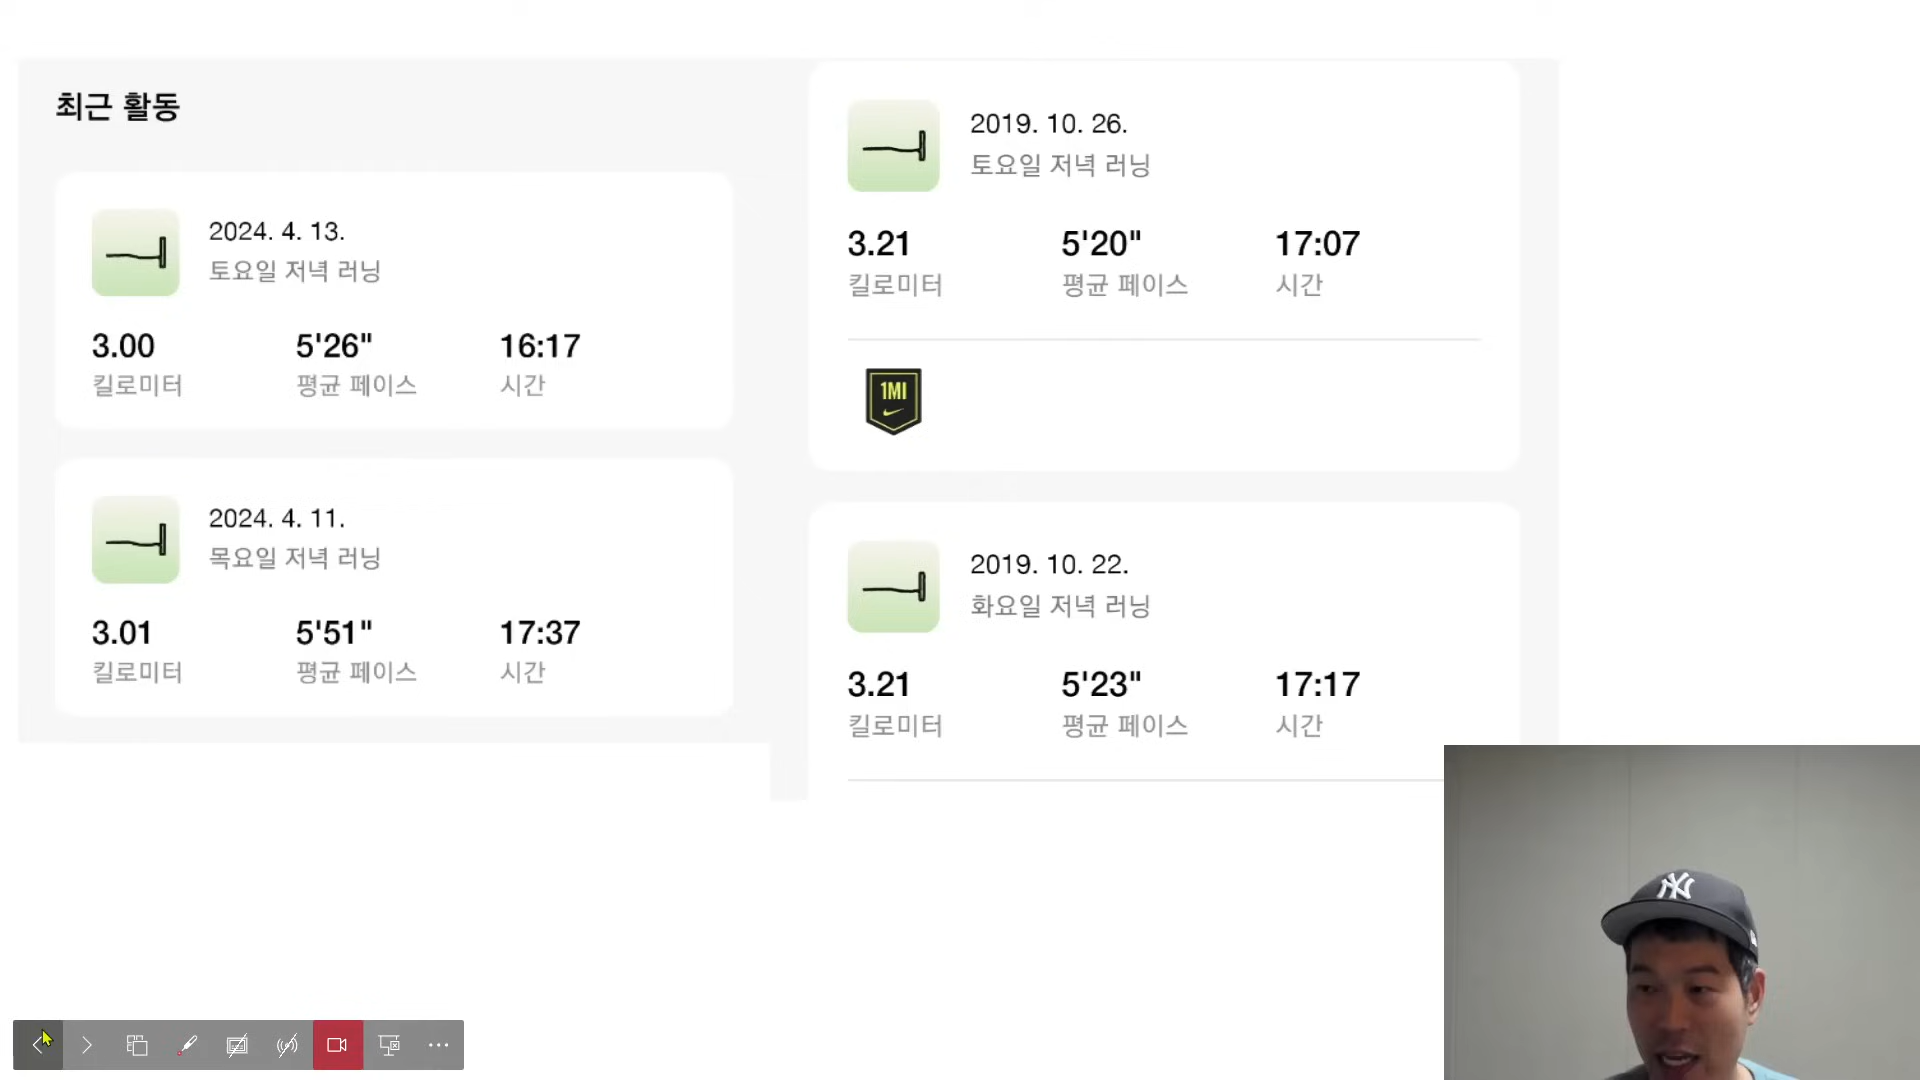 최근 활동
2024. 4. 13.
토요일 저녁 러닝
3.00 5'26" 16:17
킬로미터 평균 페이스 시간
2024. 4. 11.
목요일 저녁 러닝
3.01 5'51" 17:37
킬로미터 평균 페이스 시간
2019. 10. 26.
토요일 저녁 러닝
3.21 5'20" 17:07
킬로미터 평균 페이스 시간
1MI
2019. 10. 22.
화요일 저녁 러닝
3.21 5'23" 17:17
킬로미터 평균 페이스 시간
NY